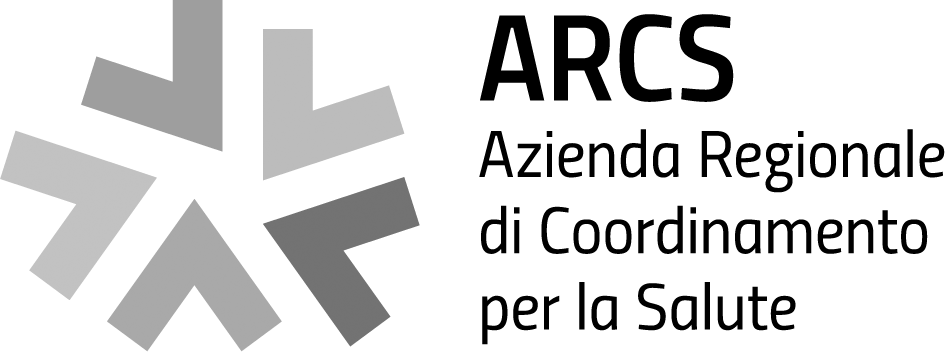 ARCS
Azienda Regionale
di Coordinamento
per la Salute